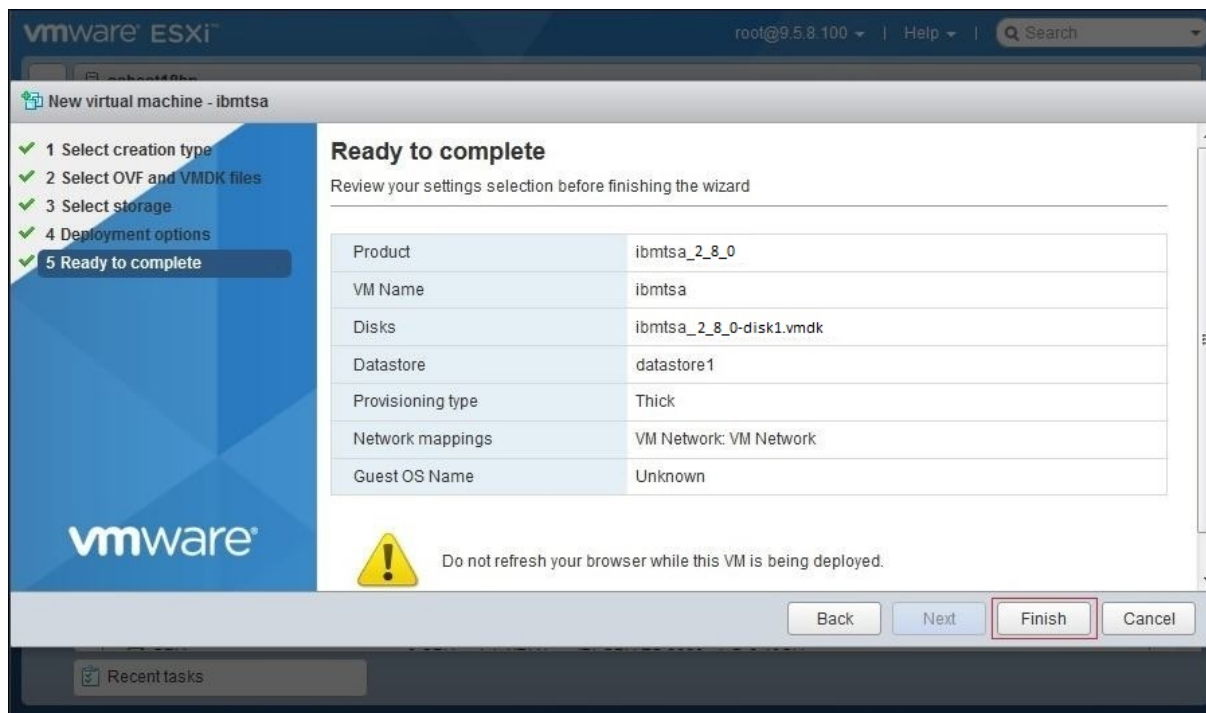 vmware ESXi™
root@9.5.8.100 | Help | Search
New virtual machine - ibmtsa
1 Select creation type
2 Select OVF and VMDK files
3 Select storage
4 Deployment options
5 Ready to complete
vmware®
Ready to complete
Review your settings selection before finishing the wizard
Product ibmtsa_2_8_0
VM Name ibmtsa
Disks ibmtsa_2_8_0-disk1.vmdk
Datastore datastore1
Provisioning type Thick
Network mappings VM Network: VM Network
Guest OS Name Unknown
Do not refresh your browser while this VM is being deployed.
Back Next Finish Cancel
Recent tasks